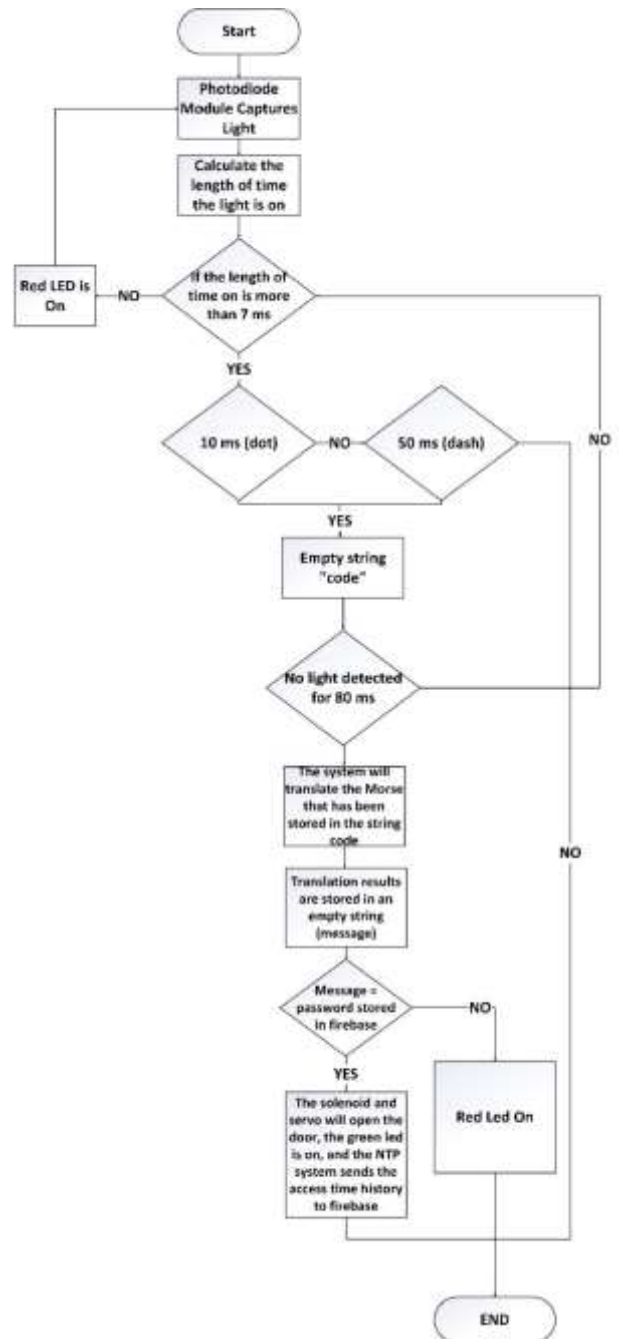 Start
Photodiode
Module Captures
Light
Calculate the
length of time
the light is on
If the length of
time on is more
than 7 ms
Red LED is
On
NO
YES
10 ms (dot)
NO
50 ms (dash)
NO
YES
Empty string
"code"
No light detected
for 80 ms
The system will
translate the Morse
that has been
stored in the string
code
NO
Translation results
are stored in an
empty string
(message)
Message =
password stored
in firebase
NO
YES
The solenoid and
servo will open the
door, the green led
is on, and the NTP
system sends the
access time history
to firebase
Red Led On
END